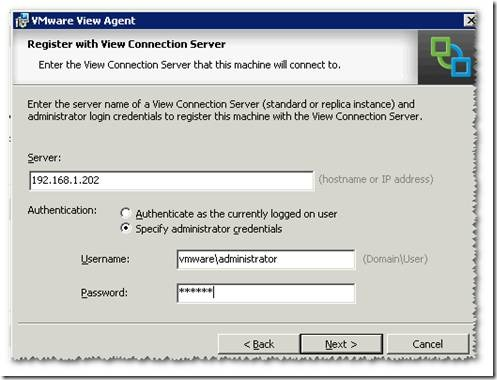 VMware View Agent
Register with View Connection Server
Enter the View Connection Server that this machine will connect to.
Enter the server name of a View Connection Server (standard or replica instance) and
administrator login credentials to register this machine with the View Connection Server.
Server:
192.168.1.202 (hostname or IP address)
Authentication: Authenticate as the currently logged on user
Specify administrator credentials
Username: vmware\administrator (Domain\User)
Password: ******
< Back Next > Cancel